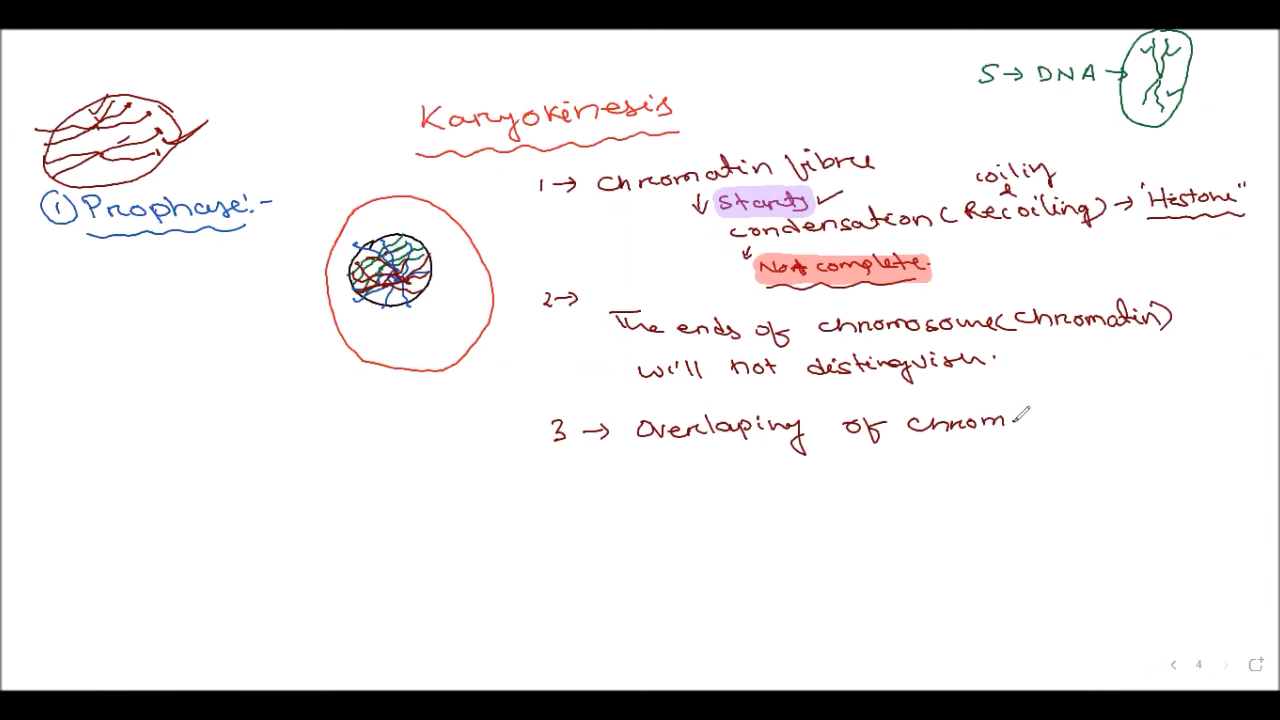 S → DNA →
Karyokinesis
① Prophase:-
1 → chromatin fibre
↓ starts ✓
coiling
&
condensation (Recoiling) → "Histone"
↙ Not complete.
2 →
The ends of chromosome (chromatin)
will not distinguish.
3 → Overlaping of chrom
< 4 >